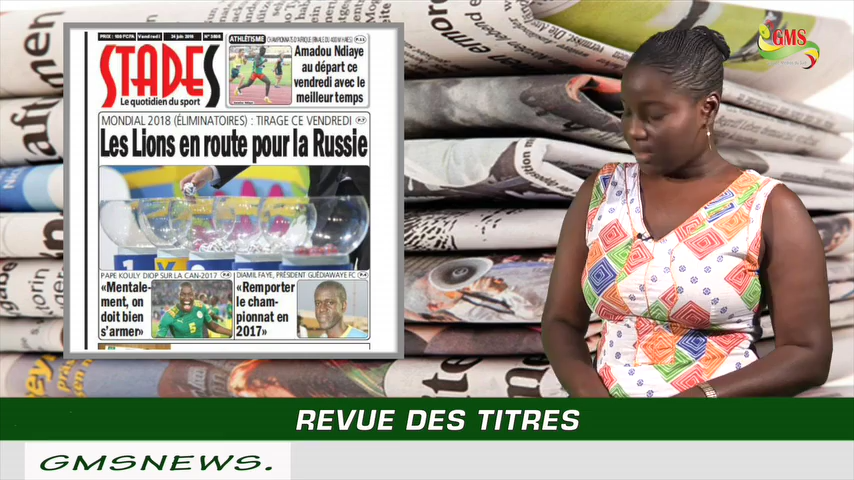 PRIX : 100 FCFA
Vendredi
24 juin 2016
STADES
Le quotidien du sport
ATHLÉTISME
Amadou Ndiaye
au départ ce
vendredi avec le
meilleur temps
MONDIAL 2018 (ÉLIMINATOIRES) : TIRAGE CE VENDREDI
Les Lions en route pour la Russie
PAPE KOULY DIOP SUR LA CAN-2017
«Mentale-
ment, on
doit bien
s'armer»
DIAMIL FAYE, PRÉSIDENT GUÉDIAWAYE FC
«Remporter
le cham-
pionnat en
2017»
GMS
REVUE DES TITRES
GMSNEWS.